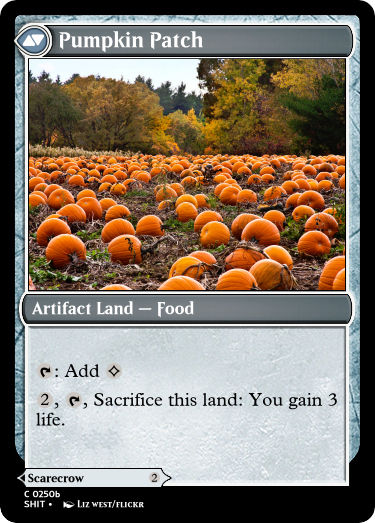 Pumpkin Patch
Artifact Land — Food
: Add
2, , Sacrifice this land: You gain 3
life.
Scarecrow 2
C 0250b
SHIT • Liz west/flickr